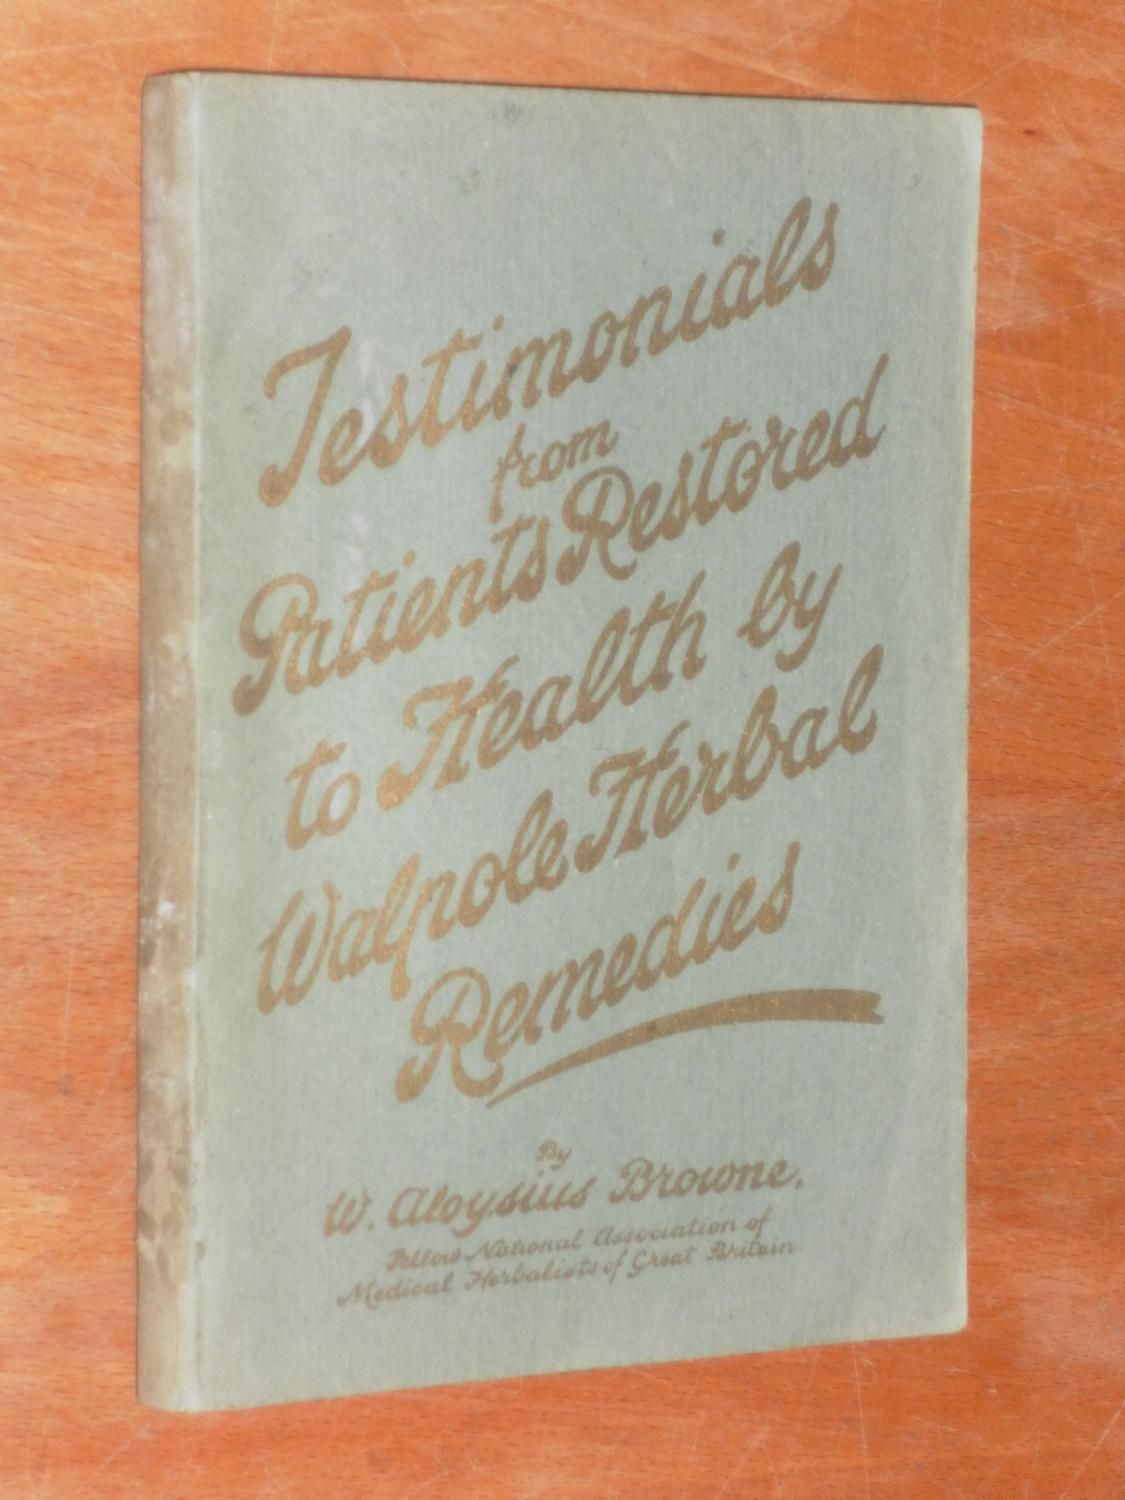 Testimonials
from
Patients Restored
to Health by
Walpole Herbal
Remedies
By
W. Aloysius Browne.
Fellow National Association of
Medical Herbalists of Great Britain